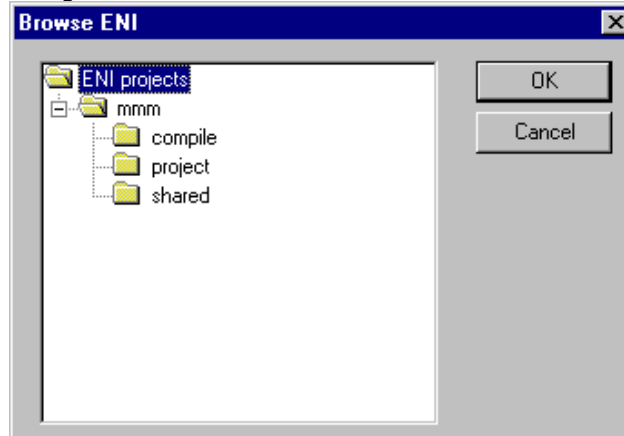 Browse ENI
ENI projects
mmm
compile
project
shared
OK
Cancel